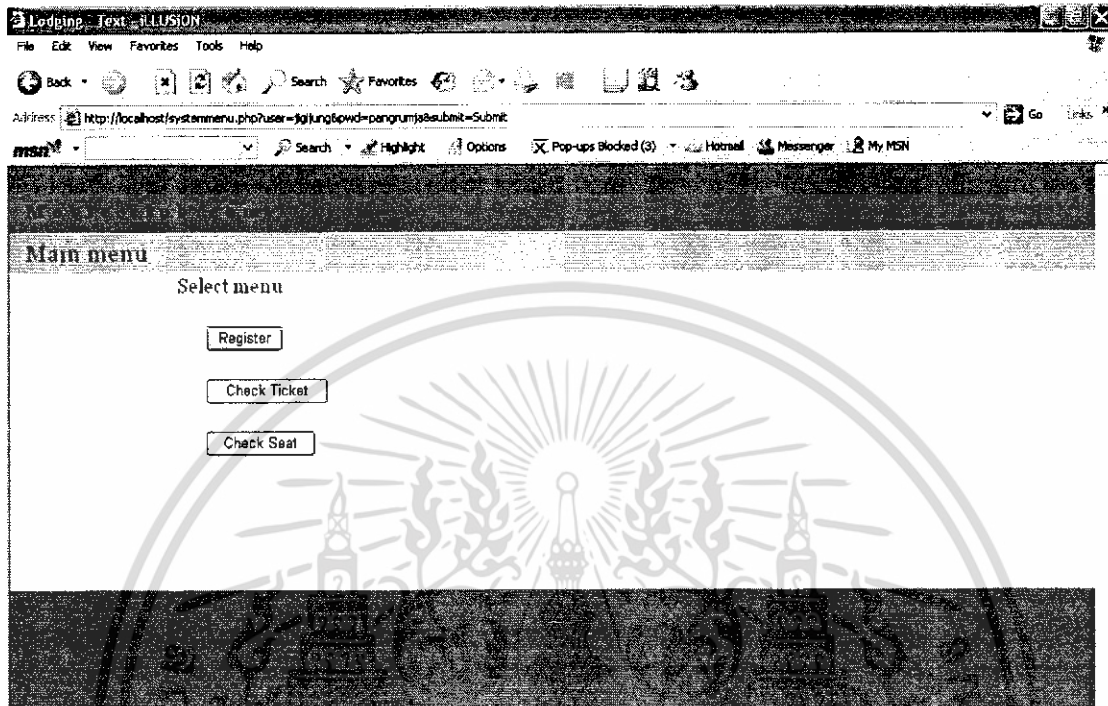 Lodging Text - iLLUSiON
File Edit View Favorites Tools Help
Back Search Favorites
Address http://localhost/systemmenu.php?user=jigijung&pwd=pangrumja&submit=Submit Go Links
msn Search Highlight Options Pop-ups Blocked (3) Hotmail Messenger My MSN
Main menu
Select menu
Register
Check Ticket
Check Seat